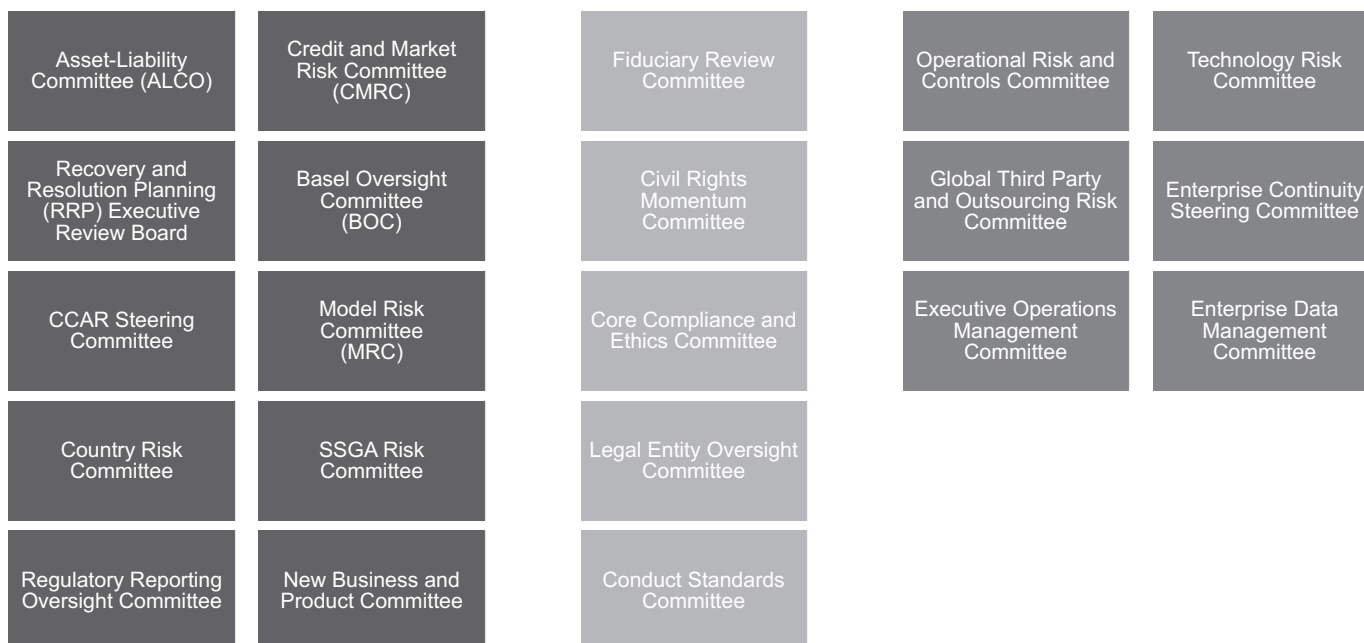 Asset-Liability
Committee (ALCO)
Credit and Market
Risk Committee
(CMRC)
Fiduciary Review
Committee
Operational Risk and
Controls Committee
Technology Risk
Committee
Recovery and
Resolution Planning
(RRP) Executive
Review Board
Basel Oversight
Committee
(BOC)
Civil Rights
Momentum
Committee
Global Third Party
and Outsourcing Risk
Committee
Enterprise Continuity
Steering Committee
CCAR Steering
Committee
Model Risk
Committee
(MRC)
Core Compliance and
Ethics Committee
Executive Operations
Management
Committee
Enterprise Data
Management
Committee
Country Risk
Committee
SSGA Risk
Committee
Legal Entity Oversight
Committee
Regulatory Reporting
Oversight Committee
New Business and
Product Committee
Conduct Standards
Committee